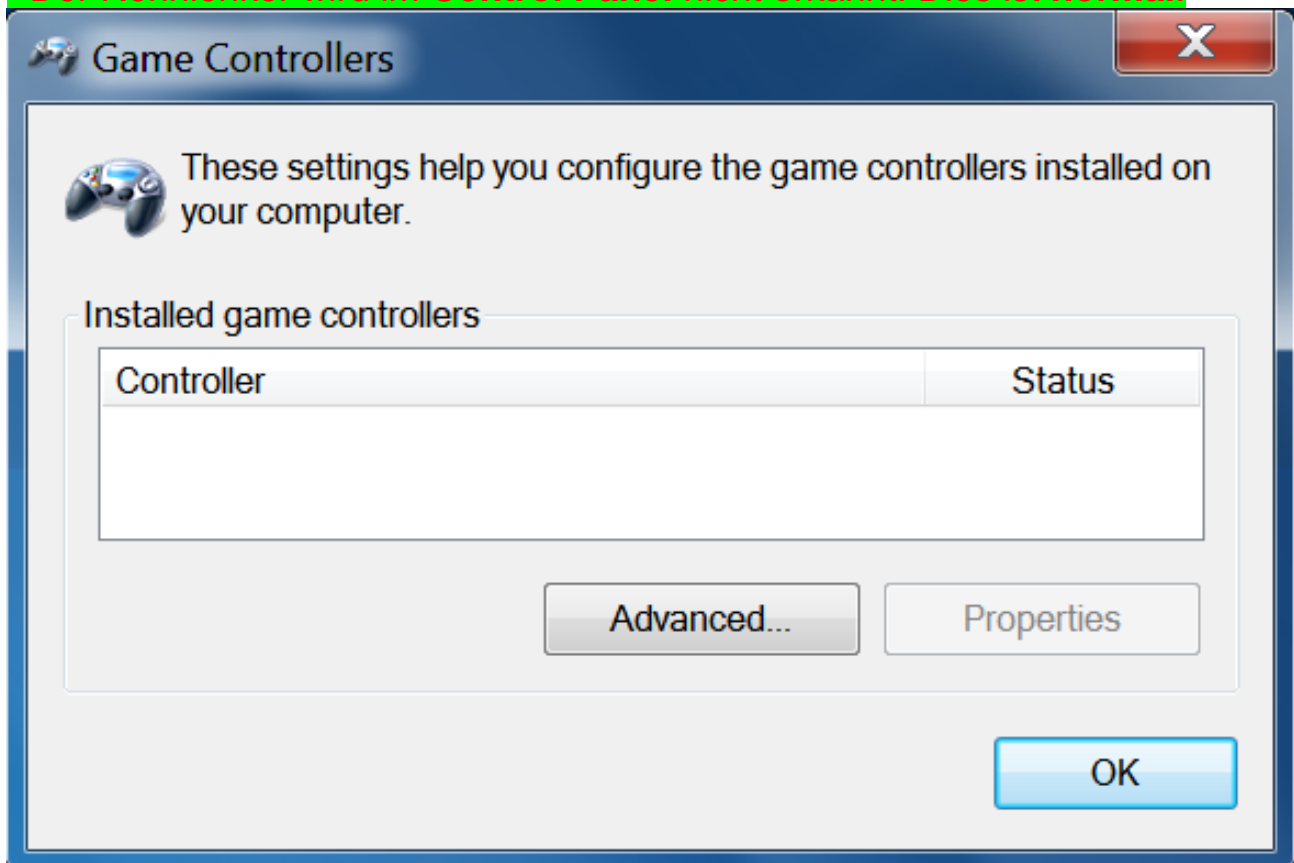 Game Controllers
These settings help you configure the game controllers installed on
your computer.
Installed game controllers
Controller Status
Advanced... Properties
OK